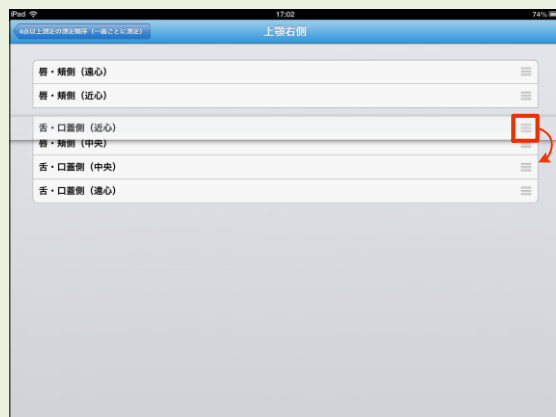 iPad 17:02 74%
4点以上測定の測定順序（一歯ごとに測定） 上顎右側
唇・頬側（遠心）
唇・頬側（近心）
舌・口蓋側（近心）
唇・頬側（中央）
舌・口蓋側（中央）
舌・口蓋側（遠心）